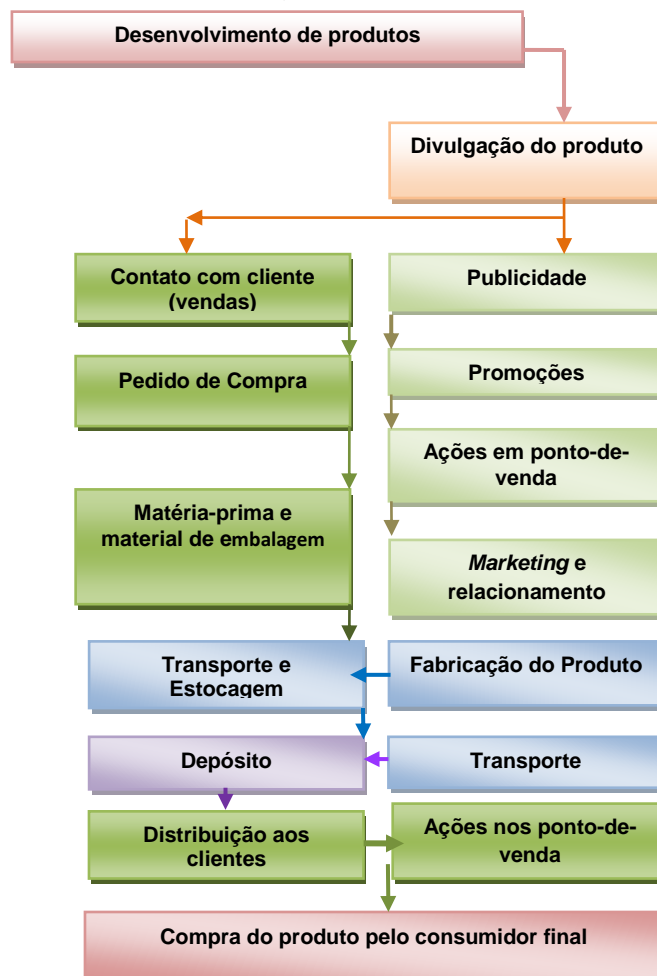 Desenvolvimento de produtos
Divulgação do produto
Contato com cliente
(vendas)
Publicidade
Pedido de Compra
Promoções
Ações em ponto-de-
venda
Matéria-prima e
material de embalagem
Marketing e
relacionamento
Transporte e
Estocagem
Fabricação do Produto
Depósito
Transporte
Distribuição aos
clientes
Ações nos ponto-de-
venda
Compra do produto pelo consumidor final